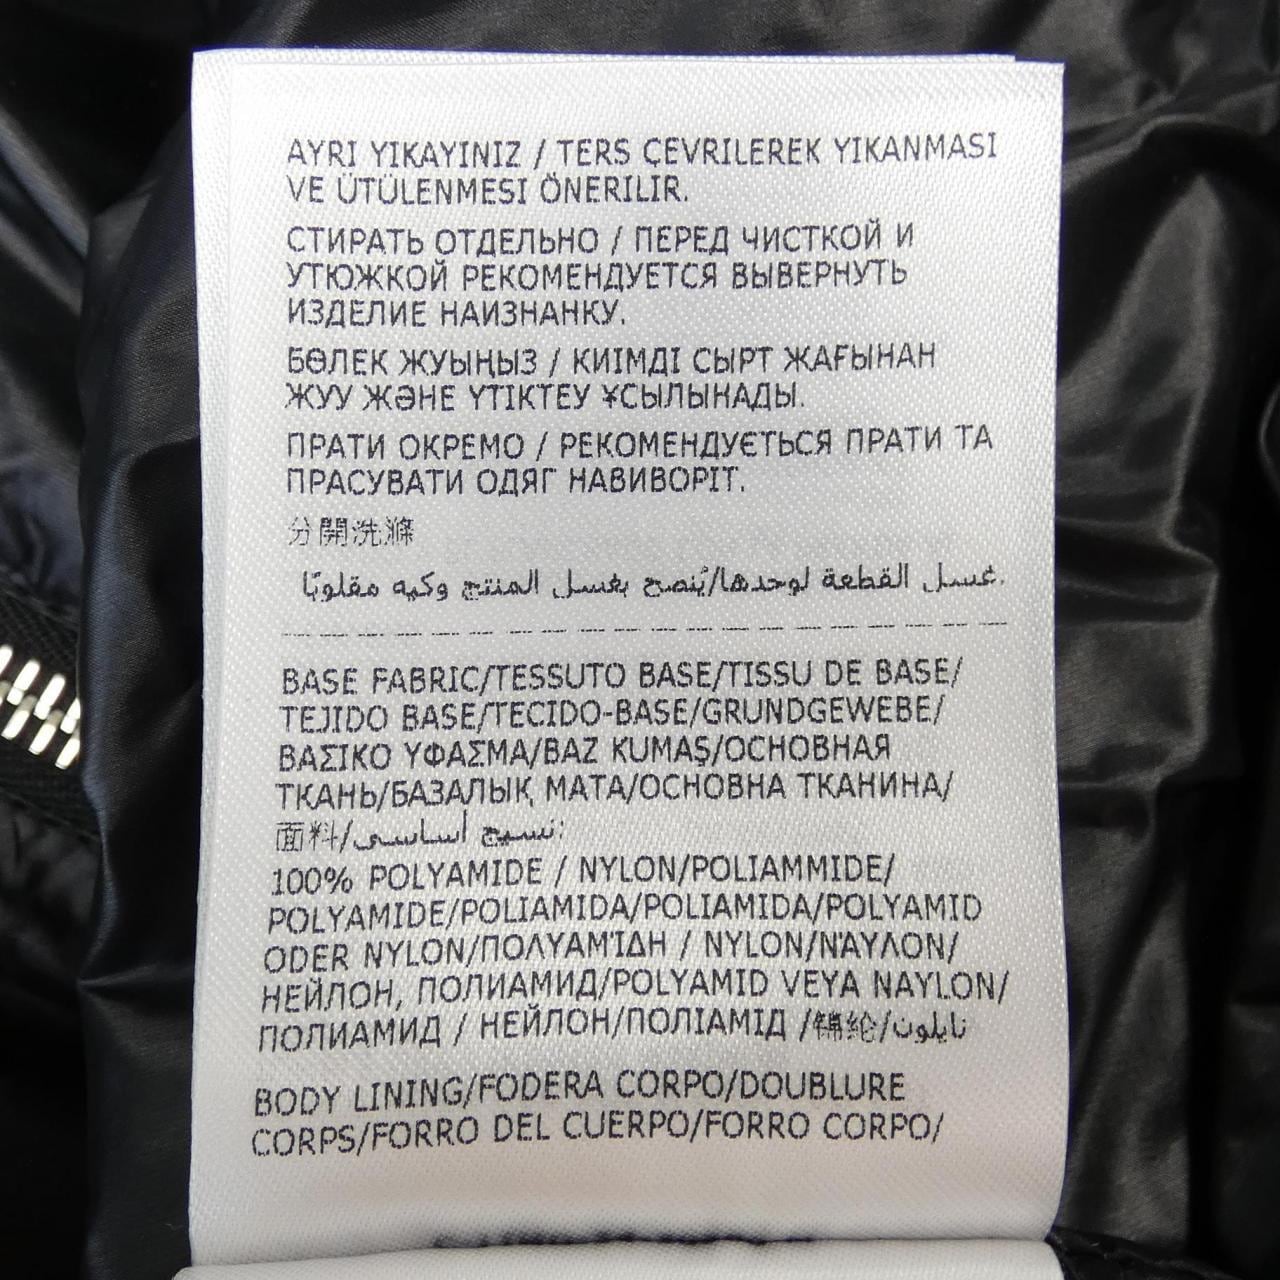 AYRI YIKAYINIZ / TERS ÇEVRILEREK YIKANMASI
VE ÜTÜLENMESI ÖNERILIR.
СТИРАТЬ ОТДЕЛЬНО / ПЕРЕД ЧИСТКОЙ И
УТЮЖКОЙ РЕКОМЕНДУЕТСЯ ВЫВЕРНУТЬ
ИЗДЕЛИЕ НАИЗНАНКУ.
БӨЛЕК ЖУЫҢЫЗ / КИІМДІ СЫРТ ЖАҒЫНАН
ЖУУ ЖӘНЕ ҮТІКТЕУ ҰСЫЛЫНАДЫ.
ПРАТИ ОКРЕМО / РЕКОМЕНДУЄТЬСЯ ПРАТИ ТА
ПРАСУВАТИ ОДЯГ НАВИВОРІТ.
分開洗滌
غسل القطعة لوحدها/يُنصح بغسل المنتج وكيه مقلوبًا.
BASE FABRIC/TESSUTO BASE/TISSU DE BASE/
TEJIDO BASE/TECIDO-BASE/GRUNDGEWEBE/
ΒΑΣΙΚΟ ΥΦΑΣΜΑ/BAZ KUMAŞ/ОСНОВНАЯ
ТКАНЬ/БАЗАЛЫҚ МАТА/ОСНОВНА ТКАНИНА/
面料/نسيج أساسي:
100% POLYAMIDE / NYLON/POLIAMMIDE/
POLYAMIDE/POLIAMIDA/POLIAMIDA/POLYAMID
ODER NYLON/ΠΟΛΥΑΜΊΔΗ / NYLON/ΝΆΥΛΟΝ/
НЕЙЛОН, ПОЛИАМИД/POLYAMID VEYA NAYLON/
ПОЛИАМИД / НЕЙЛОН/ПОЛІАМІД /锦纶/نايلون
BODY LINING/FODERA CORPO/DOUBLURE
CORPS/FORRO DEL CUERPO/FORRO CORPO/